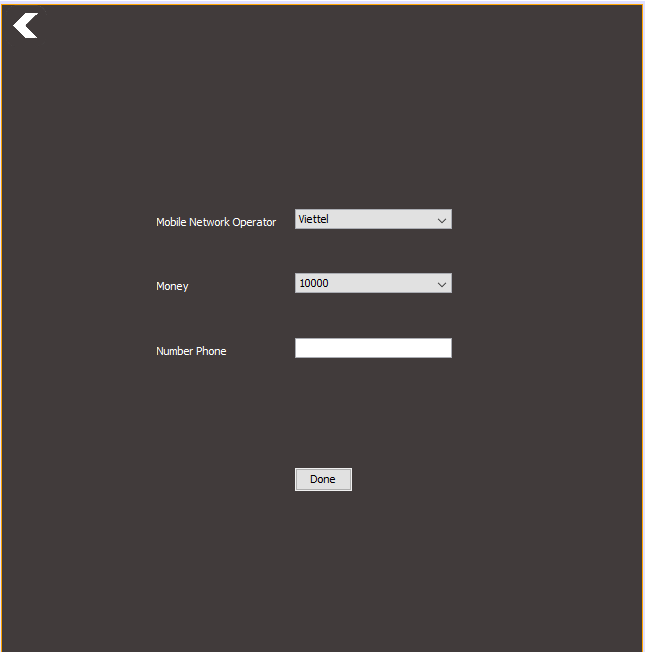 Mobile Network Operator Viettel
Money 10000
Number Phone
Done